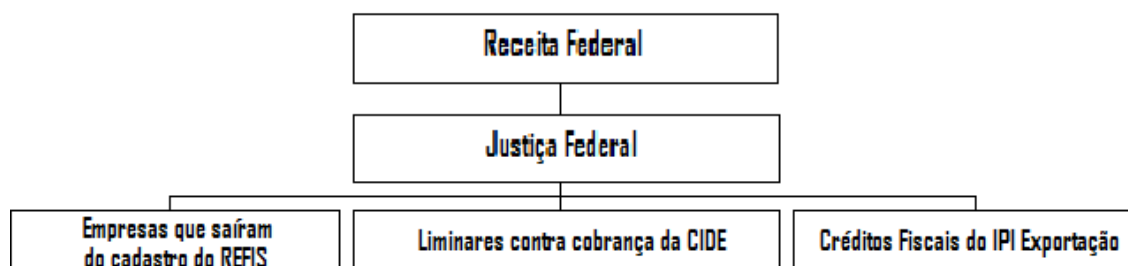 Receita Federal
Justiça Federal
Empresas que saíram
do cadastro do REFIS
Liminares contra cobrança da CIDE
Créditos Fiscais do IPI Exportação